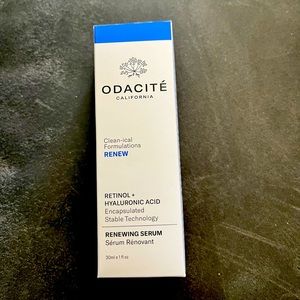 ODACITÉ
CALIFORNIA
Clean-ical
Formulations
RENEW
RETINOL +
HYALURONIC ACID
Encapsulated
Stable Technology
RENEWING SERUM
Sérum Rénovant
30ml e 1 fl oz